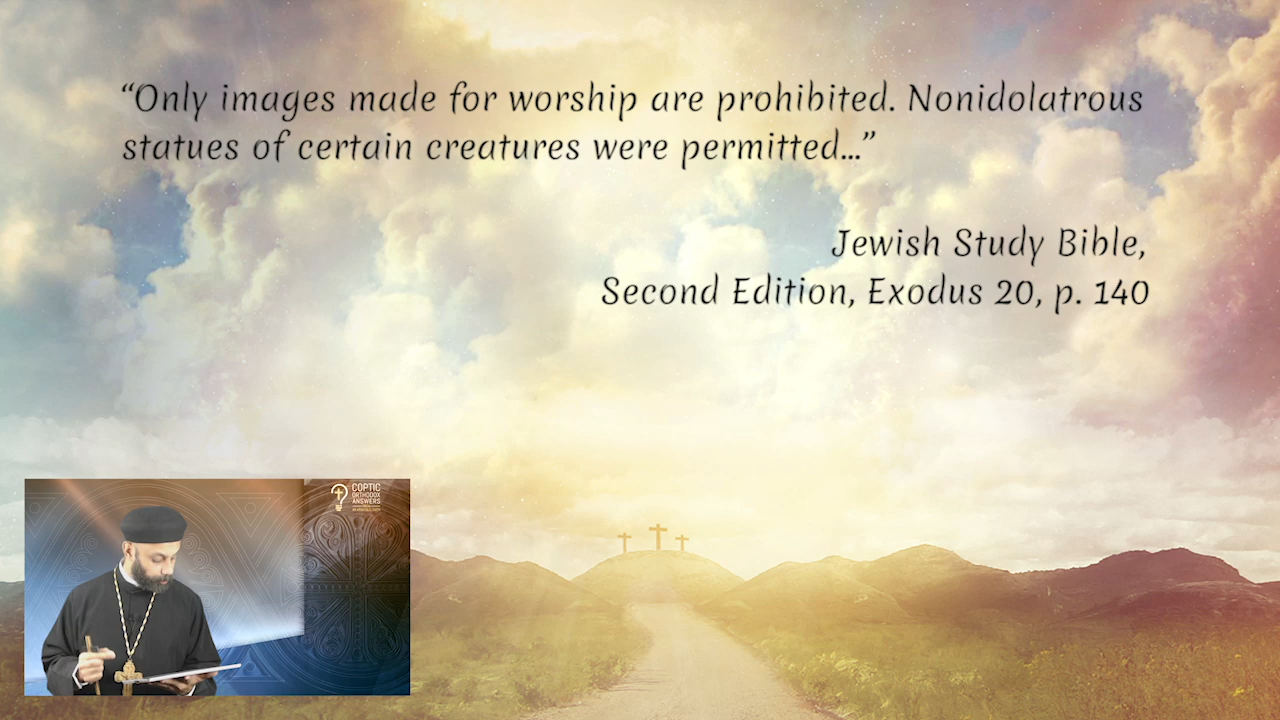 “Only images made for worship are prohibited. Nonidolatrous
statues of certain creatures were permitted...”
Jewish Study Bible,
Second Edition, Exodus 20, p. 140
COPTIC
ORTHODOX
ANSWERS